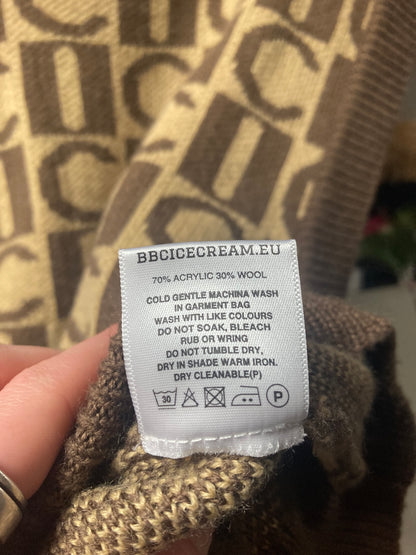 BBCICECREAM.EU
70% ACRYLIC 30% WOOL
COLD GENTLE MACHINA WASH
IN GARMENT BAG
WASH WITH LIKE COLOURS
DO NOT SOAK, BLEACH
RUB OR WRING
DO NOT TUMBLE DRY,
DRY IN SHADE WARM IRON.
DRY CLEANABLE(P)
30 P